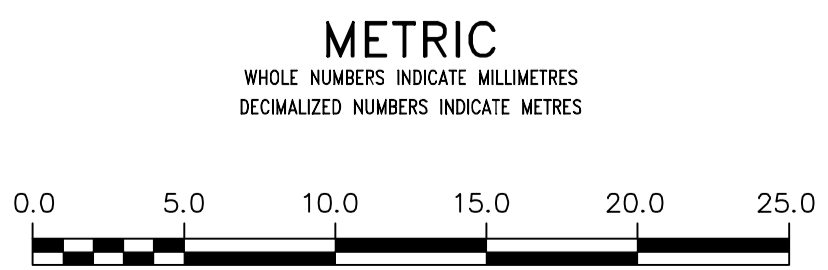 METRIC
WHOLE NUMBERS INDICATE MILLIMETRES
DECIMALIZED NUMBERS INDICATE METRES
0.0 5.0 10.0 15.0 20.0 25.0